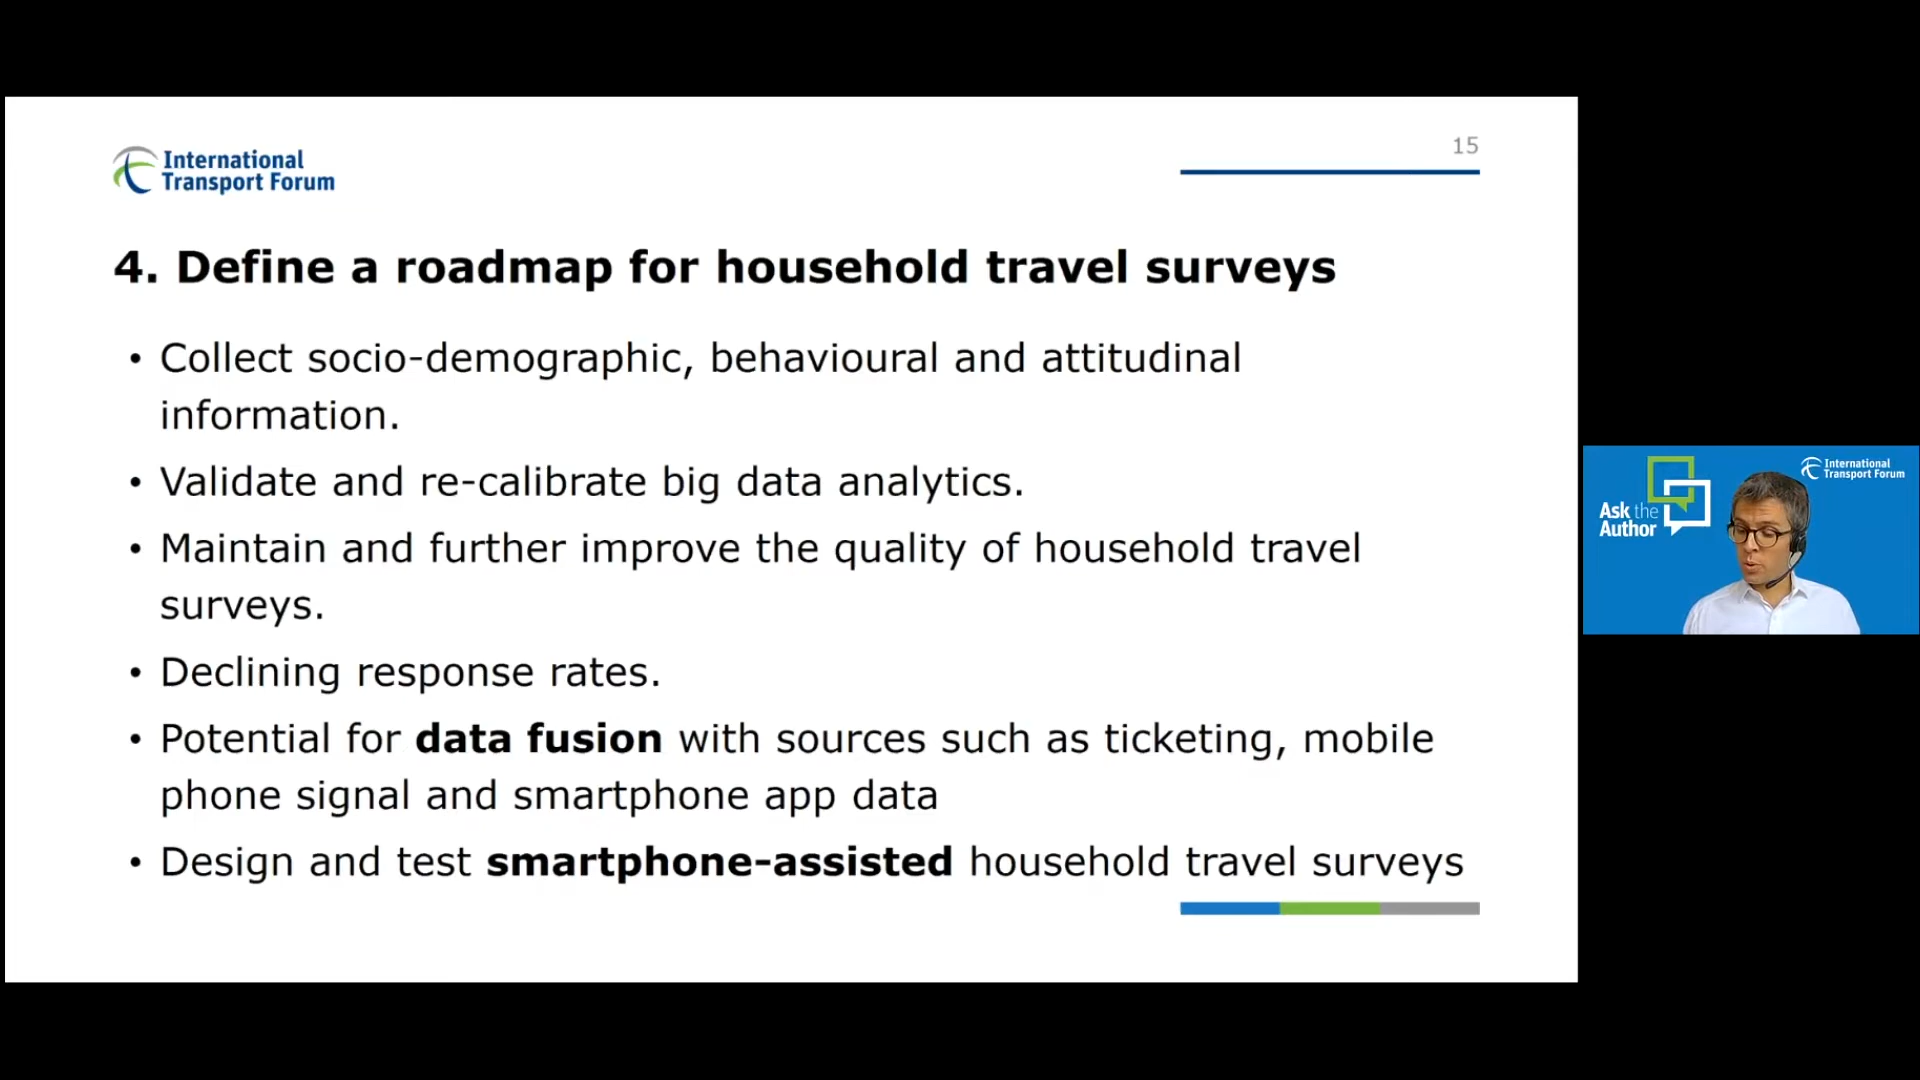 International
Transport Forum
15
4. Define a roadmap for household travel surveys
• Collect socio-demographic, behavioural and attitudinal
information.
• Validate and re-calibrate big data analytics.
• Maintain and further improve the quality of household travel
surveys.
• Declining response rates.
• Potential for data fusion with sources such as ticketing, mobile
phone signal and smartphone app data
• Design and test smartphone-assisted household travel surveys
International
Transport Forum
Ask the
Author